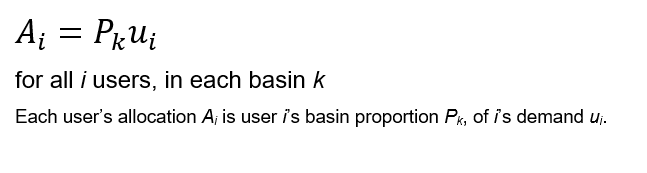 Aᵢ = Pₖuᵢ
for all i users, in each basin k
Each user's allocation Aᵢ is user i's basin proportion Pₖ, of i's demand uᵢ.